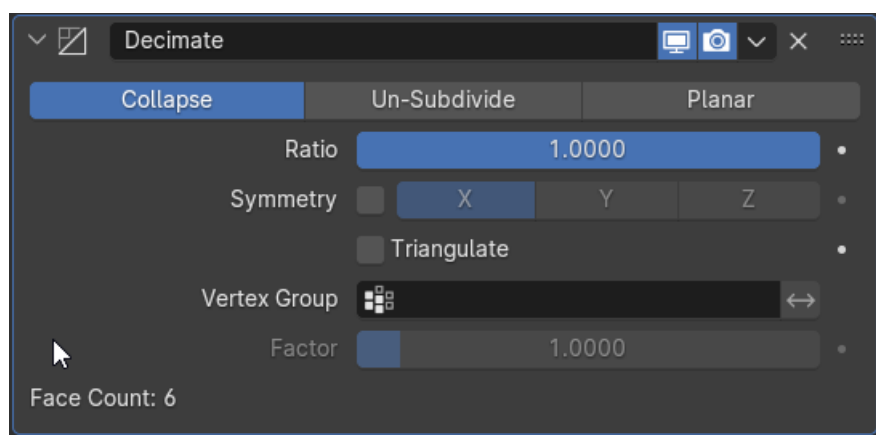 Decimate
Collapse Un-Subdivide Planar
Ratio 1.0000
Symmetry X Y Z
Triangulate
Vertex Group
Factor 1.0000
Face Count: 6